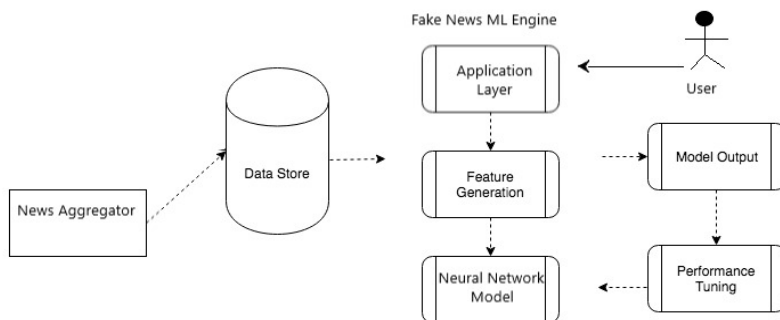 Fake News ML Engine
Application
Layer
User
Data Store
Feature
Generation
Model Output
News Aggregator
Neural Network
Model
Performance
Tuning